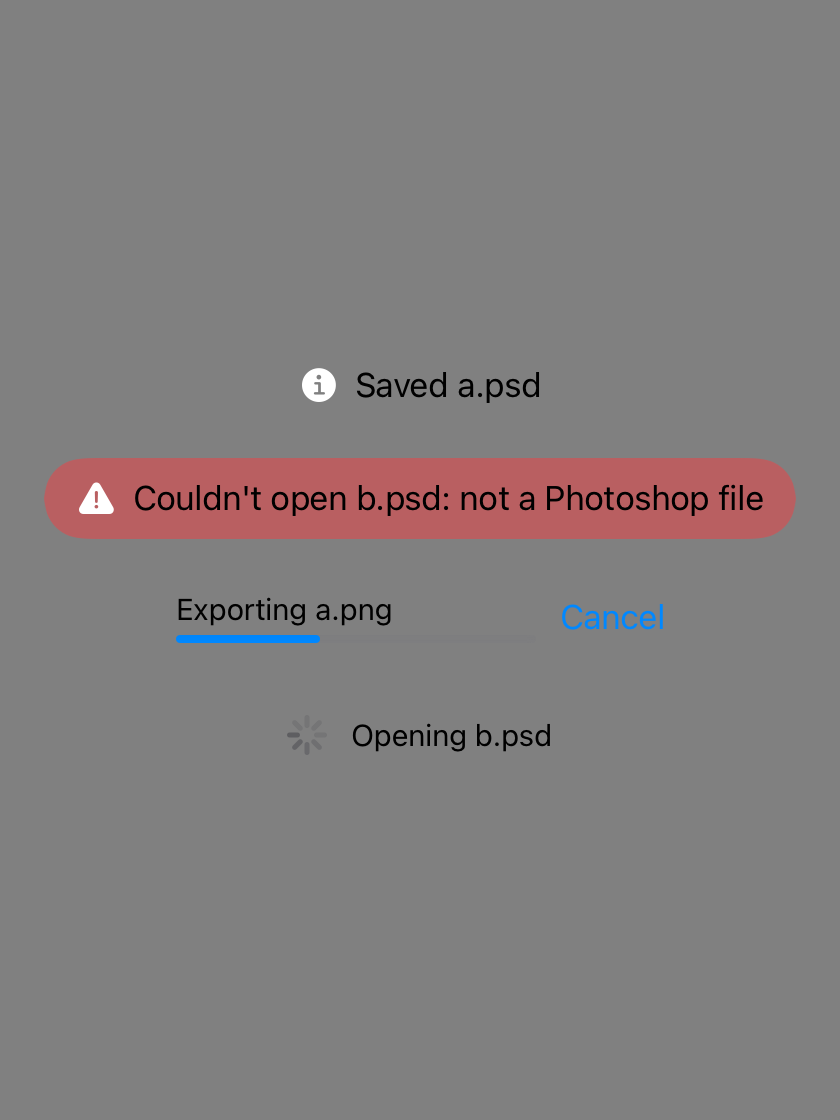 Saved a.psd
Couldn't open b.psd: not a Photoshop file
Exporting a.png
Cancel
Opening b.psd